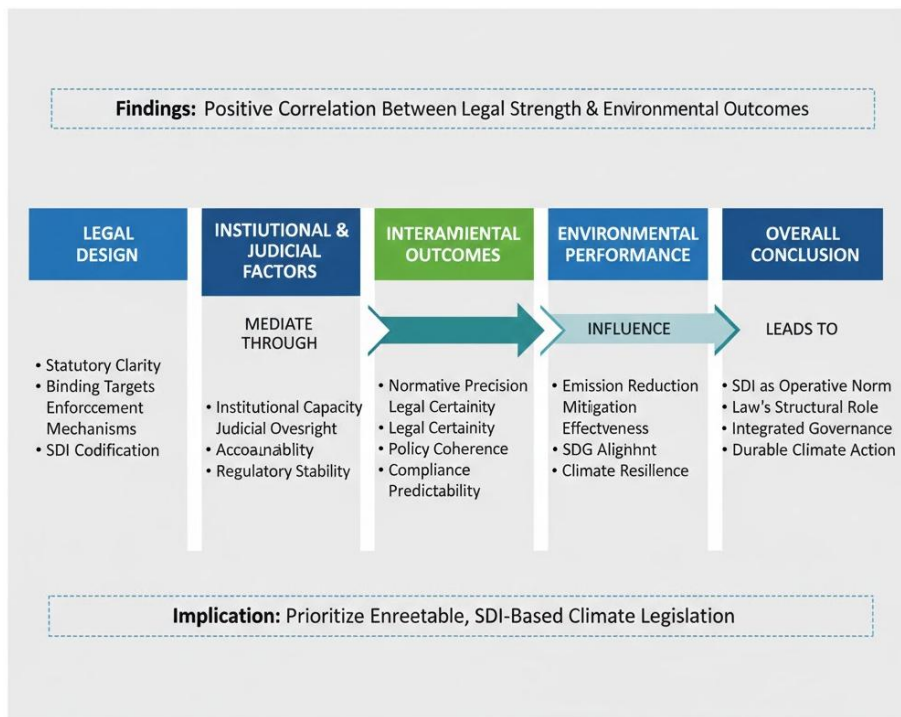 Findings: Positive Correlation Between Legal Strength & Environmental Outcomes
LEGAL
DESIGN
• Statutory Clarity
• Binding Targets
Enforccement
Mechanisms
• SDI Codification
INSTIUTIONAL &
JUDICIAL
FACTORS
MEDIATE
THROUGH
• Institutional Capacity
Judicial Ovesright
• Accoaınablity
• Regulatory Stability
INTERAMIENTAL
OUTCOMES
• Normative Precision
Legal Certainity
• Legal Certainity
• Policy Coherence
• Compliance
Predictability
ENVIRONMENTAL
PERFORMANCE
INFLUENCE
• Emission Reduction
Mitigation
Effectveness
• SDG Alighhnt
• Climate Resillence
OVERALL
CONCLUSION
LEADS TO
• SDI as Operative Norm
• Law's Structural Role
• Integrated Governance
• Durable Climate Action
Implication: Prioritize Enreetable, SDI-Based Climate Legislation